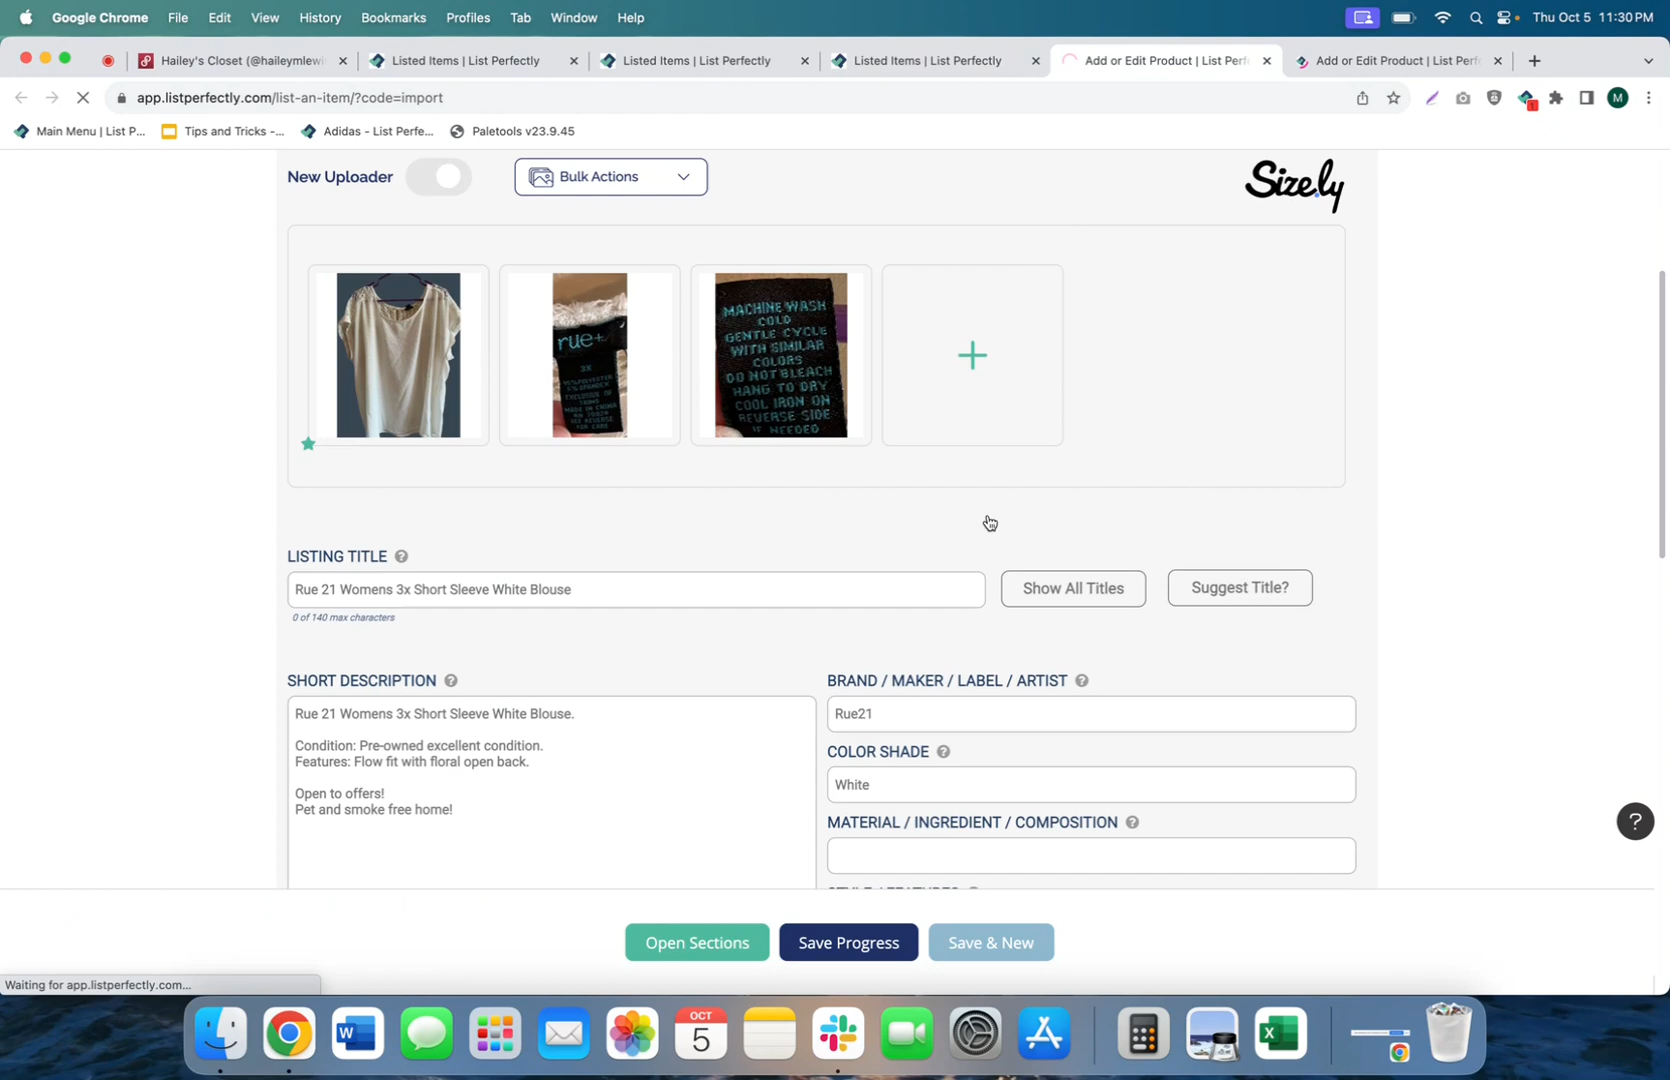 Google Chrome File Edit View History Bookmarks Profiles Tab Window Help Thu Oct 5 11:30 PM
Hailey's Closet (@haileymlewi Listed Items | List Perfectly Listed Items | List Perfectly Listed Items | List Perfectly Add or Edit Product | List Perf Add or Edit Product | List Perf
app.listperfectly.com/list-an-item/?code=import
M
1
Main Menu | List P... Tips and Tricks -... Adidas - List Perfe... Paletools v23.9.45
New Uploader Bulk Actions Size.ly
rue+
3X
MACHINE WASH
COLD
GENTLE CYCLE
WITH SIMILAR
COLORS
DO NOT BLEACH
HANG TO DRY
COOL IRON ON
REVERSE SIDE
IF NEEDED
LISTING TITLE ?
Rue 21 Womens 3x Short Sleeve White Blouse Show All Titles Suggest Title?
0 of 140 max characters
SHORT DESCRIPTION ?
Rue 21 Womens 3x Short Sleeve White Blouse.
Condition: Pre-owned excellent condition.
Features: Flow fit with floral open back.
Open to offers!
Pet and smoke free home!
BRAND / MAKER / LABEL / ARTIST ?
Rue21
COLOR SHADE ?
White
MATERIAL / INGREDIENT / COMPOSITION ?
?
Open Sections Save Progress Save & New
Waiting for app.listperfectly.com...
W
OCT
5
X